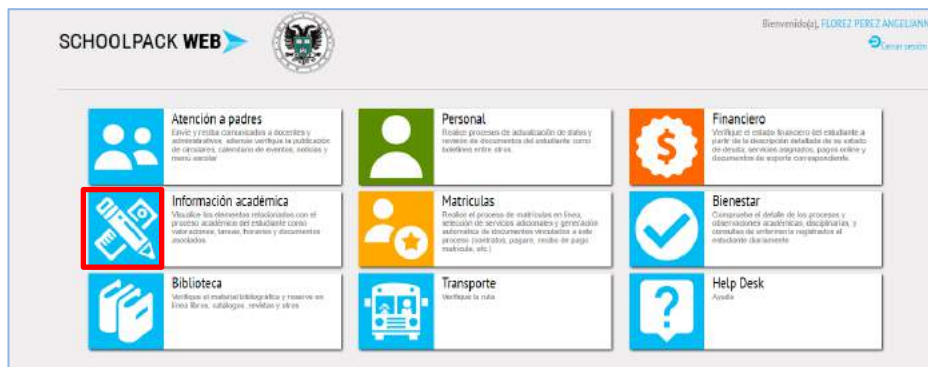 Bienvenido(a), FLOREZ PEREZ ANGELIANN
SCHOOLPACK WEB
Cerrar sesión
Atención a padres
Envíe y reciba comunicados a docentes y
administrativos, además verifique la publicación
de circulares, calendario de eventos, noticias y
menú escolar
Personal
Realice procesos de actualización de datos y
revisión de documentos del estudiante como
boletines entre otros.
Financiero
Verifique el estado financiero del estudiante a
partir de la descripción detallada de su estado
de deuda, servicios asignados, pagos online y
documentos de soporte correspondiente.
Información académica
Visualice los elementos relacionados con el
proceso académico del estudiante como
valoraciones, tareas, horarios y documentos
asociados.
Matriculas
Realice el proceso de matrículas en línea,
selección de servicios adicionales y generación
automática de documentos vinculados a este
proceso (contratos, pagare, recibo de pago
matrícula, etc.)
Bienestar
Compruebe el detalle de los procesos y
observaciones académicas, disciplinarias, y
consultas de enfermería registrados al
estudiante diariamente
Biblioteca
Verifique el material bibliográfico y reserve en
línea libros, catálogos, revistas y otros
Transporte
Verifique la ruta
Help Desk
Ayuda